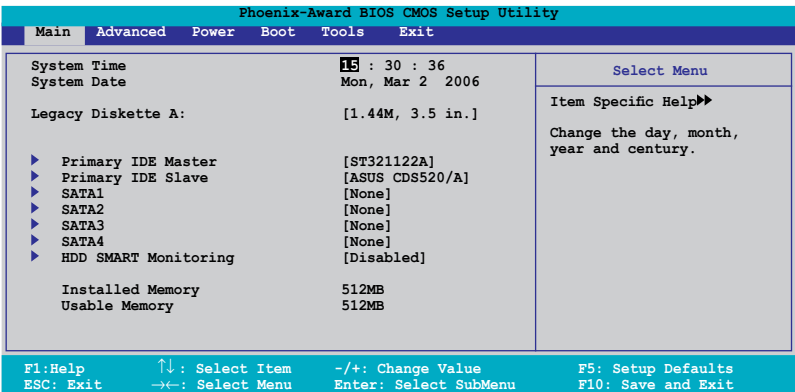 Phoenix-Award BIOS CMOS Setup Utility
Main Advanced Power Boot Tools Exit
System Time 15 : 30 : 36
System Date Mon, Mar 2 2006
Legacy Diskette A: [1.44M, 3.5 in.]
Primary IDE Master [ST321122A]
Primary IDE Slave [ASUS CDS520/A]
SATA1 [None]
SATA2 [None]
SATA3 [None]
SATA4 [None]
HDD SMART Monitoring [Disabled]
Installed Memory 512MB
Usable Memory 512MB
Select Menu
Item Specific Help
Change the day, month,
year and century.
F1:Help ↑↓ : Select Item -/+: Change Value F5: Setup Defaults
ESC: Exit →←: Select Menu Enter: Select SubMenu F10: Save and Exit